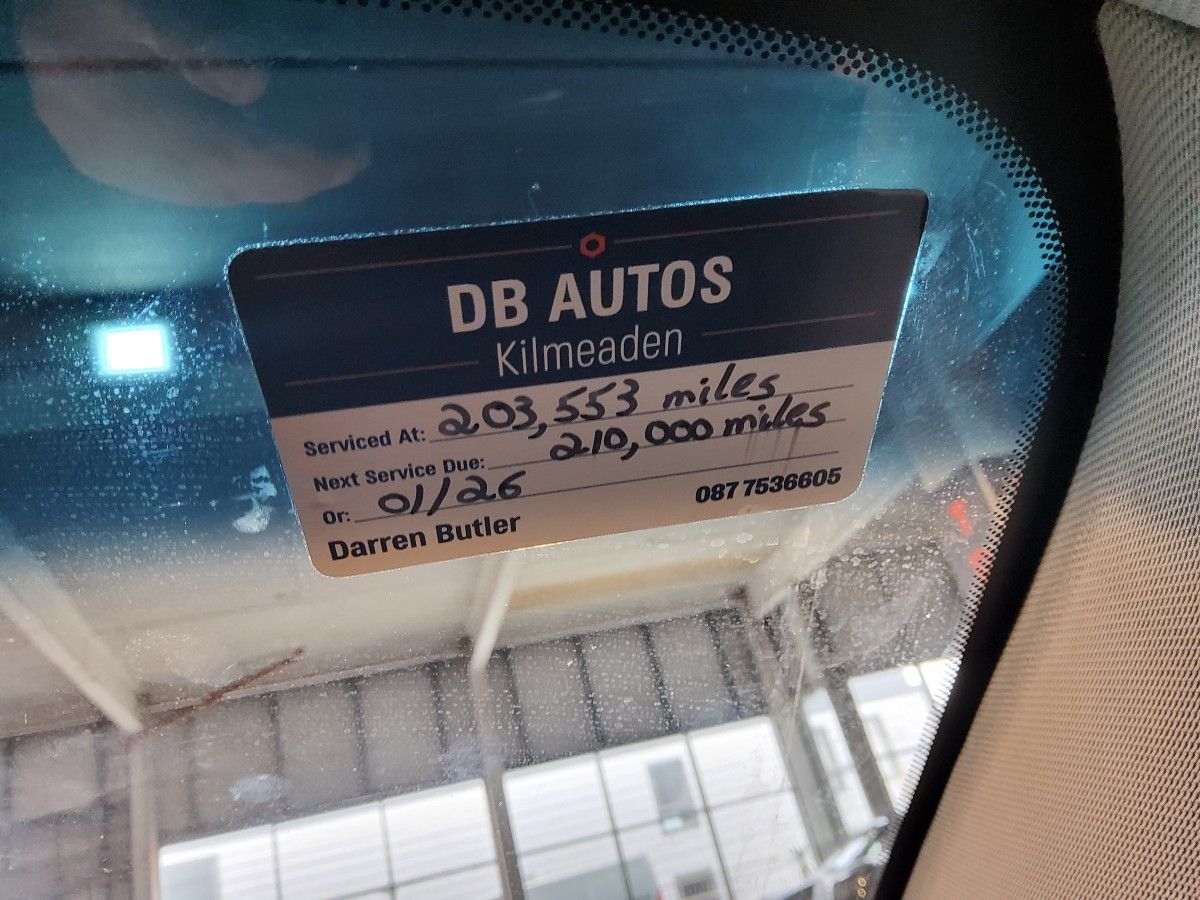 DB AUTOS
Kilmeaden
Serviced At: 203,553 miles
Next Service Due: 210,000 miles
Or: 01/26
087 7536605
Darren Butler